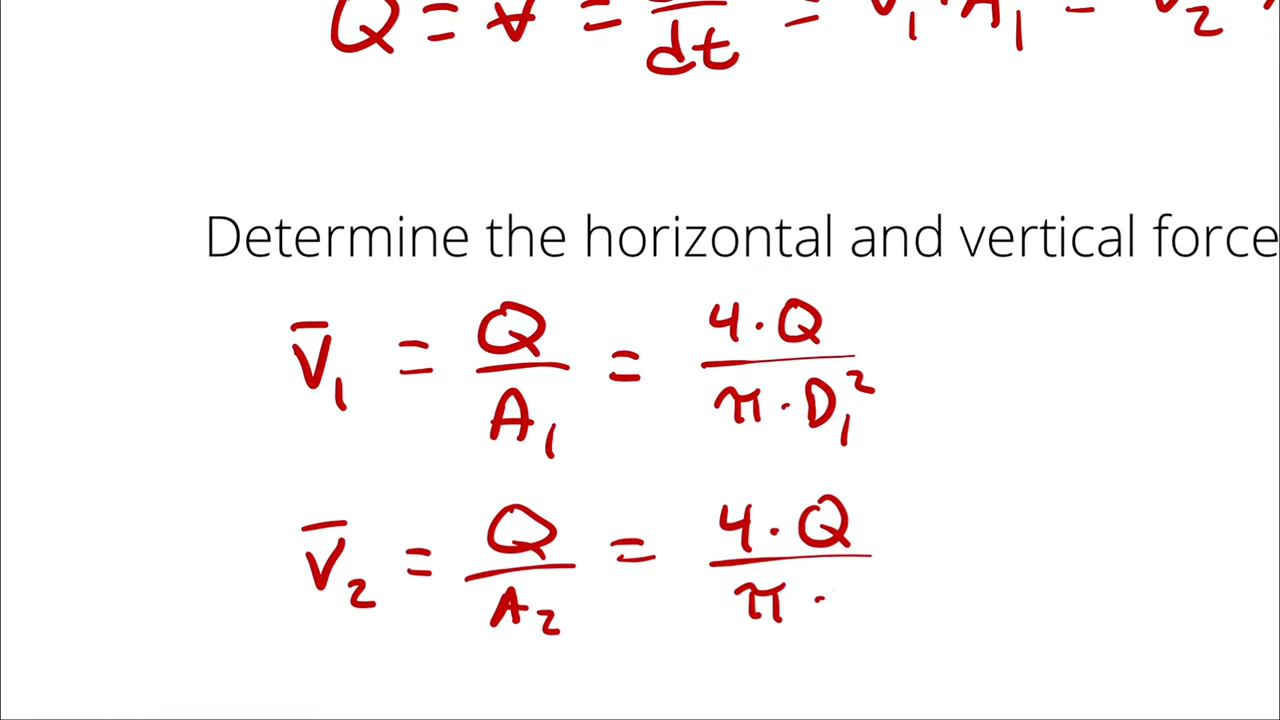 Q = V̶ = /dt = v₁·A₁ = v₂
Determine the horizontal and vertical force
v̄₁ = Q/A₁ = 4·Q/π·D₁²
v̄₂ = Q/A₂ = 4·Q/π·